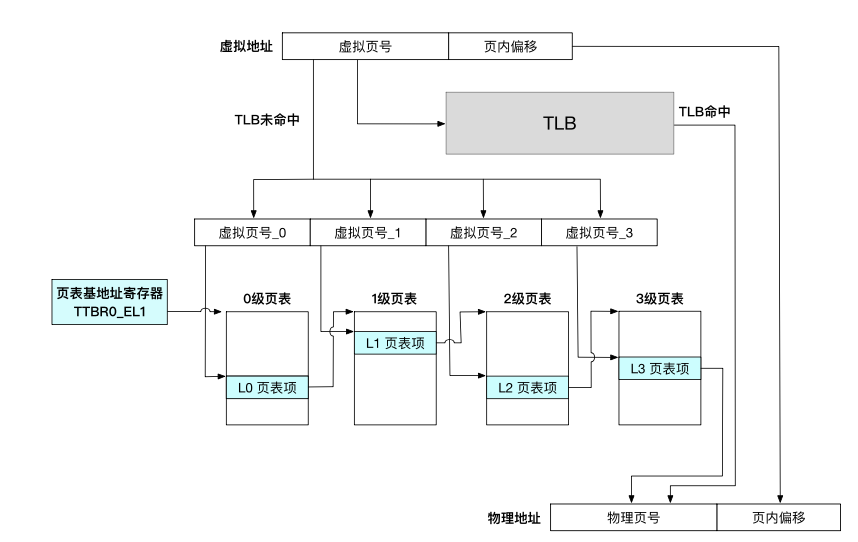 虚拟地址
虚拟页号
页内偏移
TLB未命中
TLB
TLB命中
虚拟页号_0
虚拟页号_1
虚拟页号_2
虚拟页号_3
页表基地址寄存器
TTBR0_EL1
0级页表
1级页表
2级页表
3级页表
L0 页表项
L1 页表项
L2 页表项
L3 页表项
物理地址
物理页号
页内偏移